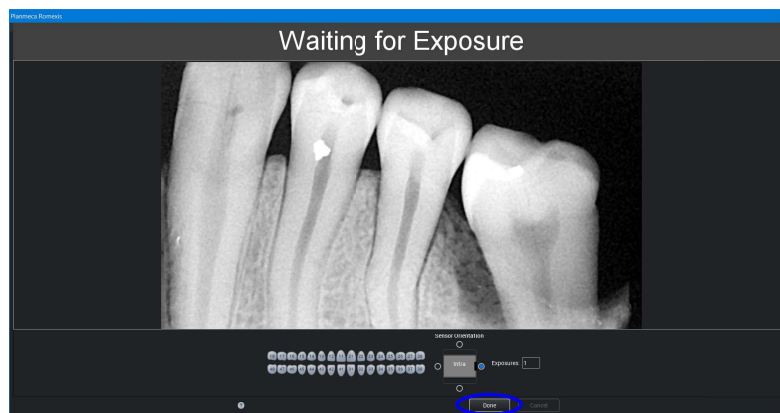 Planmeca Romexis
Waiting for Exposure
Sensor Orientation
Intra
Exposures: 1
?
Done
Cancel